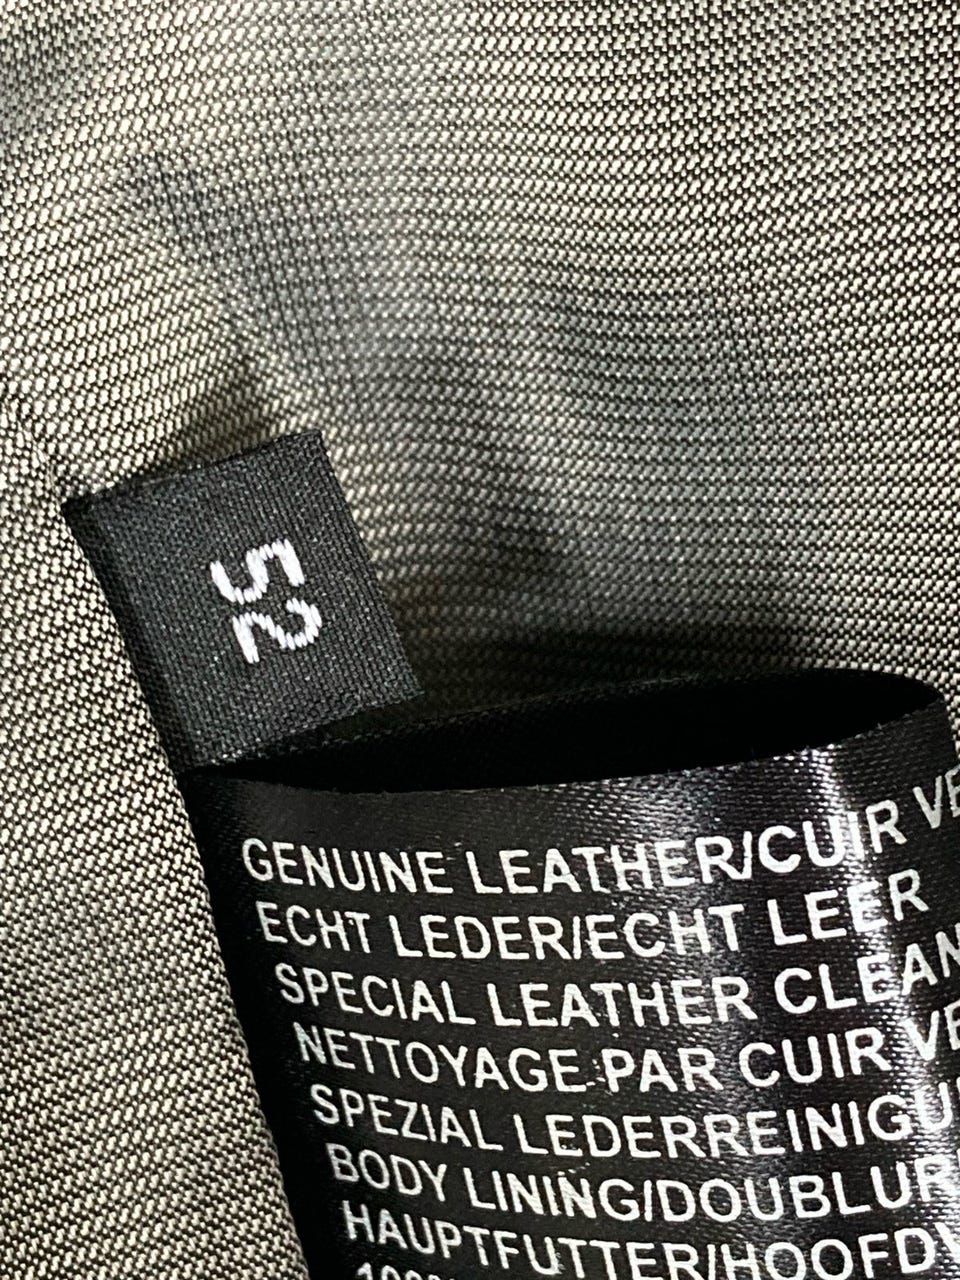 52
GENUINE LEATHER/CUIR
ECHT LEDER/ECHT LEER
SPECIAL LEATHER
NETTOYAGE PAR CUIR
SPEZIAL
BODY LINING/
HAUPTFUTTER/